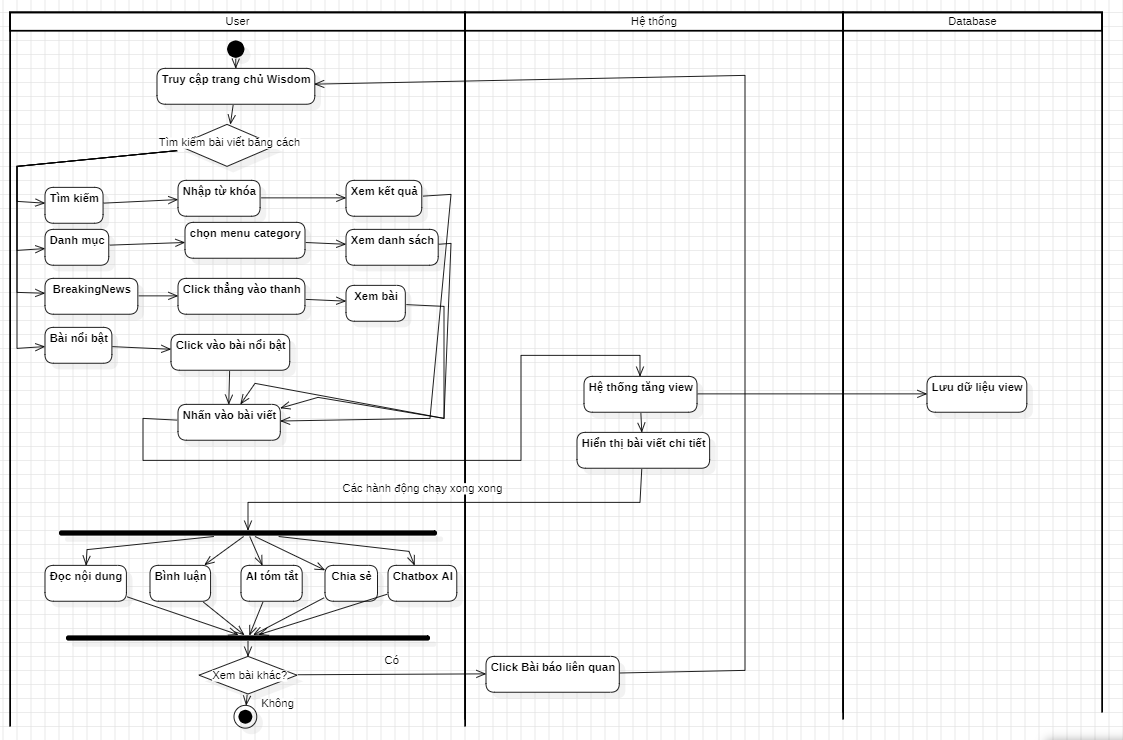 User
Hệ thống
Database
Truy cập trang chủ Wisdom
Tìm kiếm bài viết bằng cách
Tìm kiếm
Nhập từ khóa
Xem kết quả
Danh mục
chọn menu category
Xem danh sách
BreakingNews
Click thẳng vào thanh
Xem bài
Bài nổi bật
Click vào bài nổi bật
Hệ thống tăng view
Lưu dữ liệu view
Nhấn vào bài viết
Hiển thị bài viết chi tiết
Các hành động chạy xong xong
Đọc nội dung
Bình luận
AI tóm tắt
Chia sẻ
Chatbox AI
Có
Xem bài khác?
Click Bài báo liên quan
Không